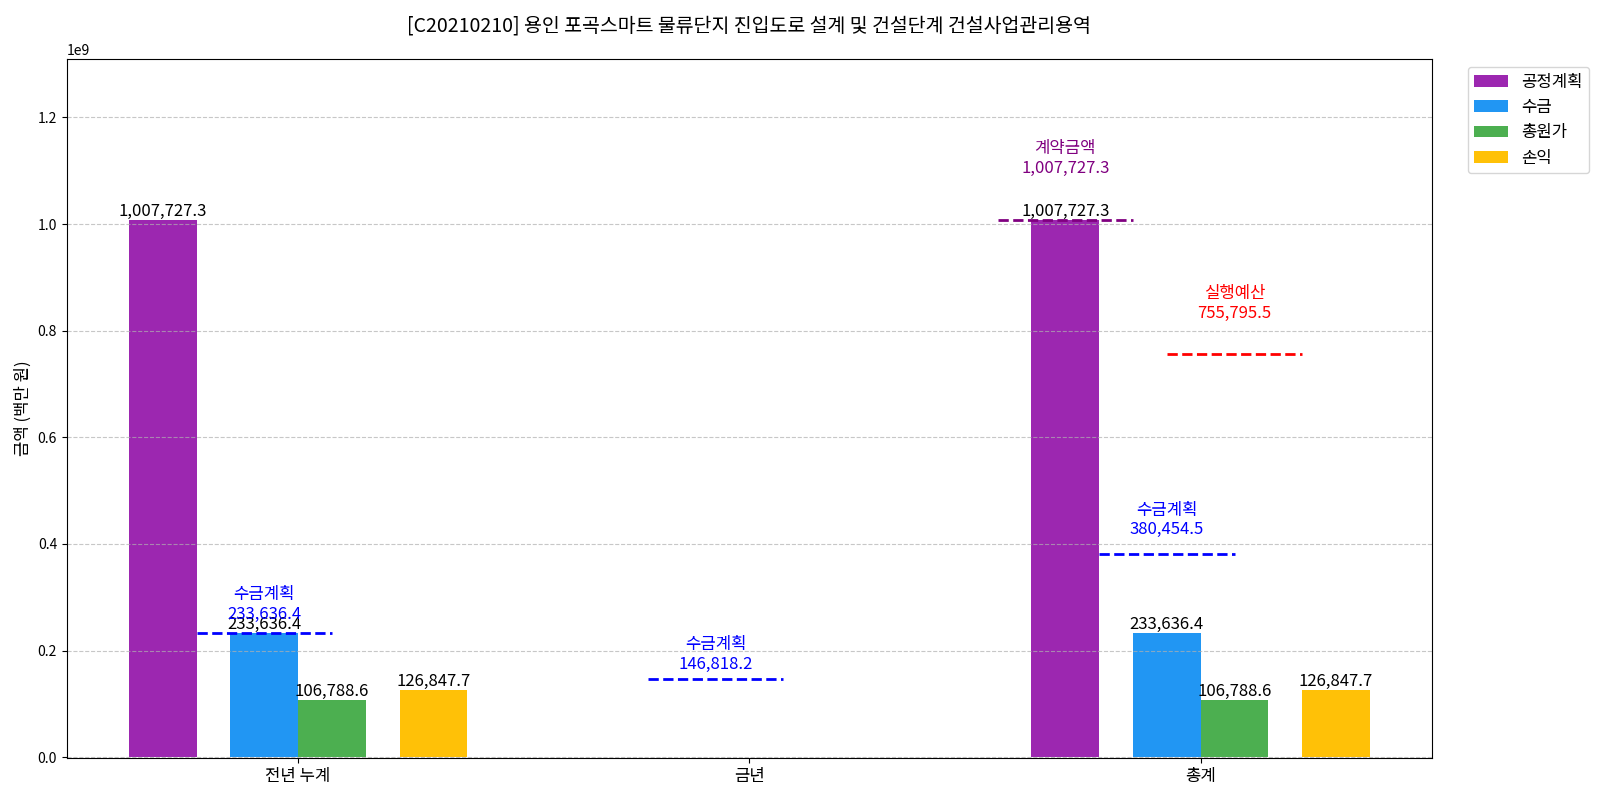 [C20210210] 용인 포곡스마트 물류단지 진입도로 설계 및 건설단계 건설사업관리용역
1e9
공정계획
수금
총원가
손익
1.2
1.0
0.8
0.6
0.4
0.2
0.0
금액 (백만 원)
계약금액
1,007,727.3
1,007,727.3
1,007,727.3
실행예산
755,795.5
수금계획
380,454.5
수금계획
233,636.4
233,636.4
수금계획
146,818.2
233,636.4
106,788.6
126,847.7
106,788.6
126,847.7
전년 누계
금년
총계